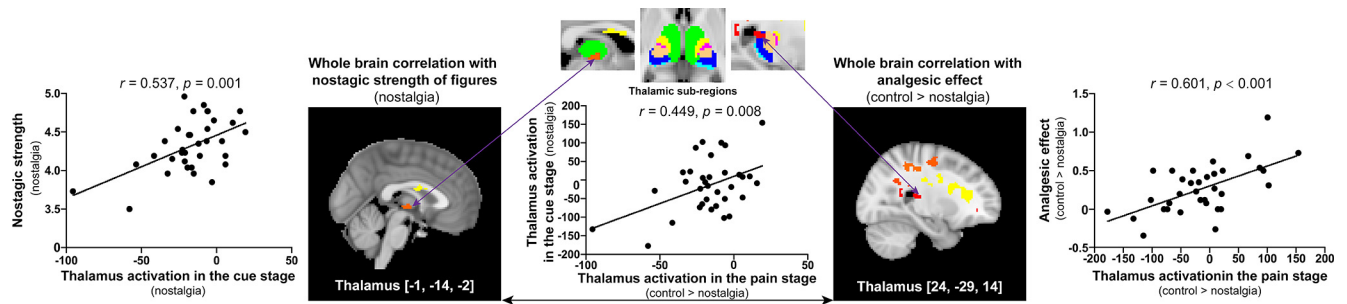 r = 0.537, p = 0.001
Nostagic strength
(nostalgia)
5.0
4.5
4.0
3.5
3.0
-100
-50
0
50
Thalamus activation in the cue stage
(nostalgia)
Whole brain correlation with
nostagic strength of figures
(nostalgia)
Thalamus [-1, -14, -2]
Thalamic sub-regions
r = 0.449, p = 0.008
Thalamus activation
in the cue stage (nostalgia)
200
150
100
50
0
-50
-100
-150
-200
-100
-50
0
50
Thalamus activation in the pain stage
(control > nostalgia)
Whole brain correlation with
analgesic effect
(control > nostalgia)
Thalamus [24, -29, 14]
r = 0.601, p < 0.001
Analgesic effect
(control > nostalgia)
1.5
1.0
0.5
0.0
-0.5
-200
-150
-100
-50
0
50
100
150
200
Thalamus activationin the pain stage
(control > nostalgia)